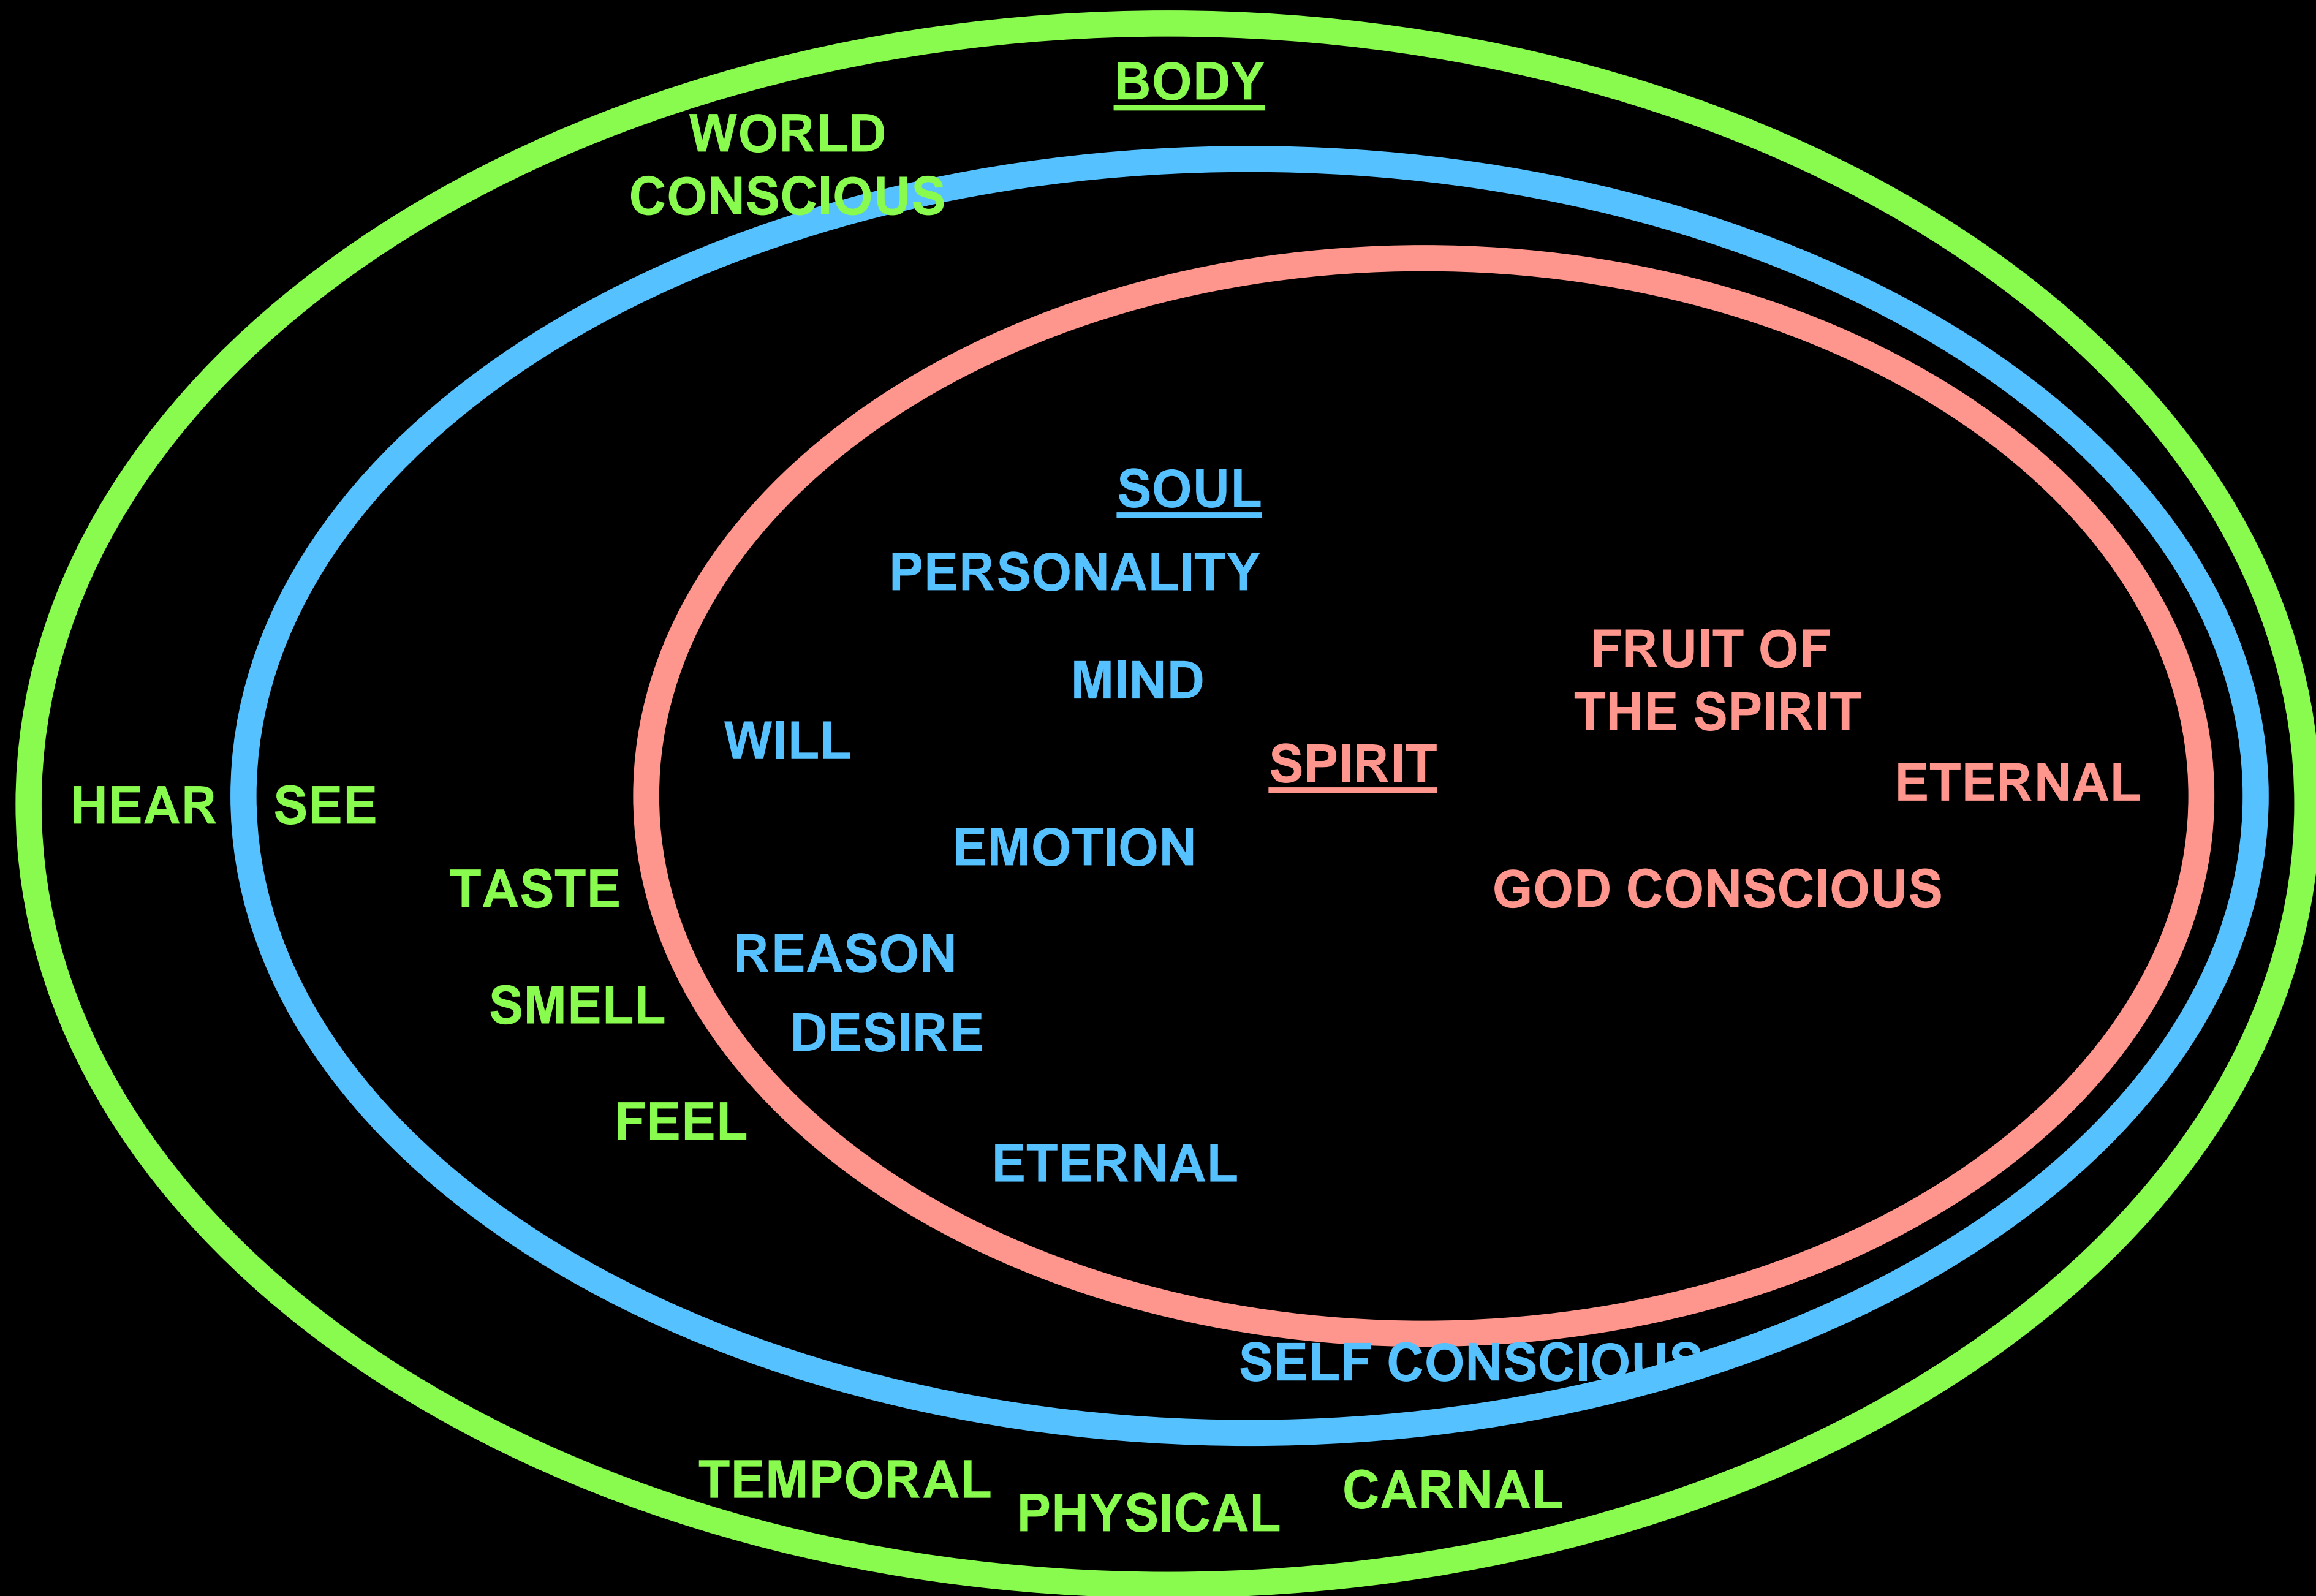 BODY
WORLD
CONSCIOUS
SOUL
PERSONALITY
MIND
WILL
FRUIT OF
THE SPIRIT
SPIRIT
ETERNAL
HEAR
SEE
EMOTION
TASTE
GOD CONSCIOUS
REASON
SMELL
DESIRE
FEEL
ETERNAL
SELF CONSCIOUS
TEMPORAL
PHYSICAL
CARNAL